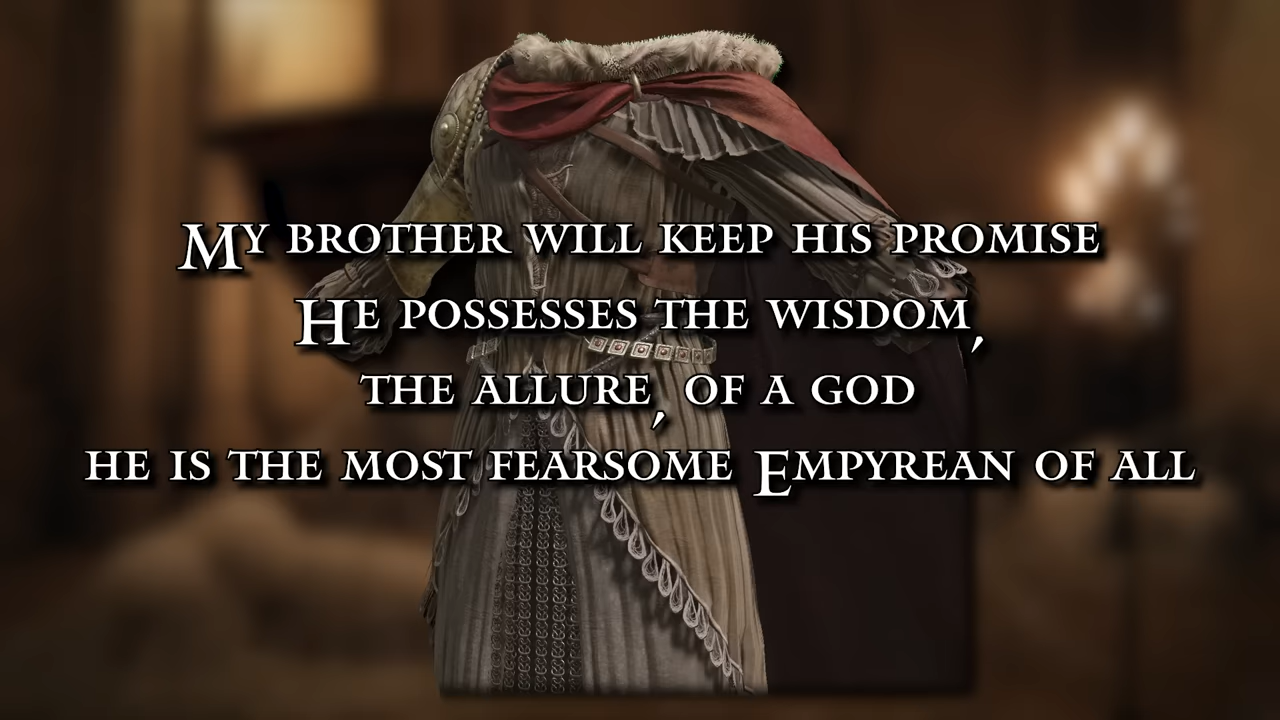 My brother will keep his promise
He possesses the wisdom,
the allure, of a god
he is the most fearsome Empyrean of all